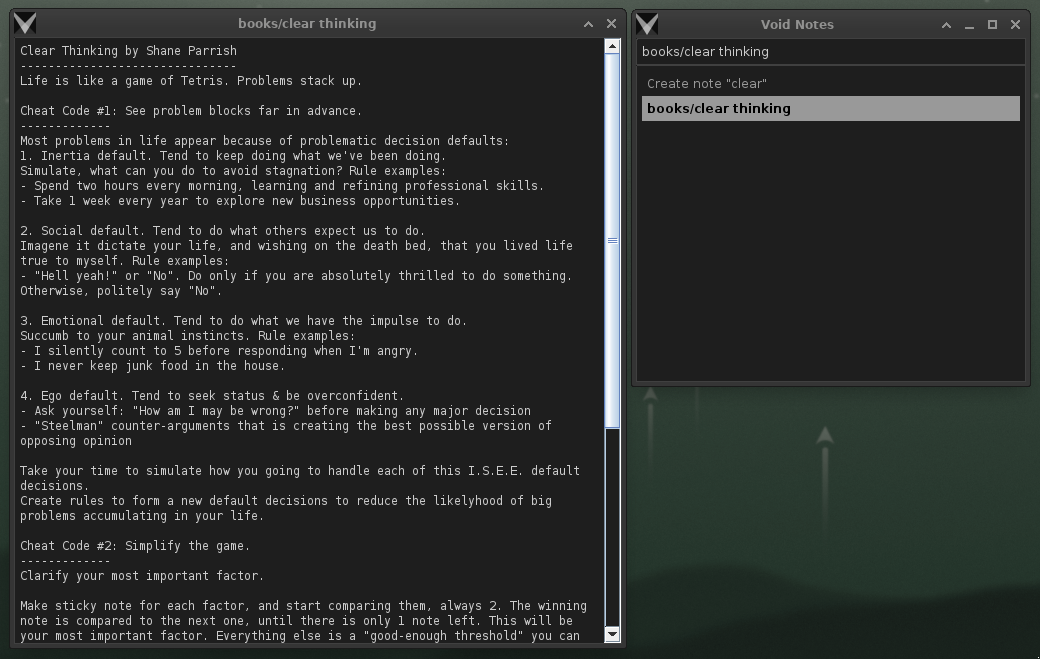 books/clear thinking
Clear Thinking by Shane Parrish
-------------------------------
Life is like a game of Tetris. Problems stack up.
Cheat Code #1: See problem blocks far in advance.
-------------
Most problems in life appear because of problematic decision defaults:
1. Inertia default. Tend to keep doing what we've been doing.
Simulate, what can you do to avoid stagnation? Rule examples:
- Spend two hours every morning, learning and refining professional skills.
- Take 1 week every year to explore new business opportunities.
2. Social default. Tend to do what others expect us to do.
Imagene it dictate your life, and wishing on the death bed, that you lived life
true to myself. Rule examples:
- "Hell yeah!" or "No". Do only if you are absolutely thrilled to do something.
Otherwise, politely say "No".
3. Emotional default. Tend to do what we have the impulse to do.
Succumb to your animal instincts. Rule examples:
- I silently count to 5 before responding when I'm angry.
- I never keep junk food in the house.
4. Ego default. Tend to seek status & be overconfident.
- Ask yourself: "How am I may be wrong?" before making any major decision
- "Steelman" counter-arguments that is creating the best possible version of
opposing opinion
Take your time to simulate how you going to handle each of this I.S.E.E. default
decisions.
Create rules to form a new default decisions to reduce the likelyhood of big
problems accumulating in your life.
Cheat Code #2: Simplify the game.
-------------
Clarify your most important factor.
Make sticky note for each factor, and start comparing them, always 2. The winning
note is compared to the next one, until there is only 1 note left. This will be
your most important factor. Everything else is a "good-enough threshold" you can
Void Notes
books/clear thinking
Create note "clear"
books/clear thinking